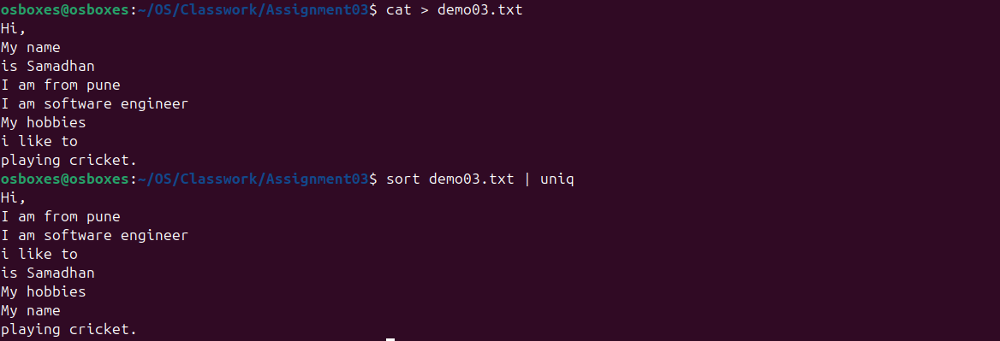 osboxes@osboxes:~/OS/Classwork/Assignment03$ cat > demo03.txt
Hi,
My name
is Samadhan
I am from pune
I am software engineer
My hobbies
i like to
playing cricket.
osboxes@osboxes:~/OS/Classwork/Assignment03$ sort demo03.txt | uniq
Hi,
I am from pune
I am software engineer
i like to
is Samadhan
My hobbies
My name
playing cricket.